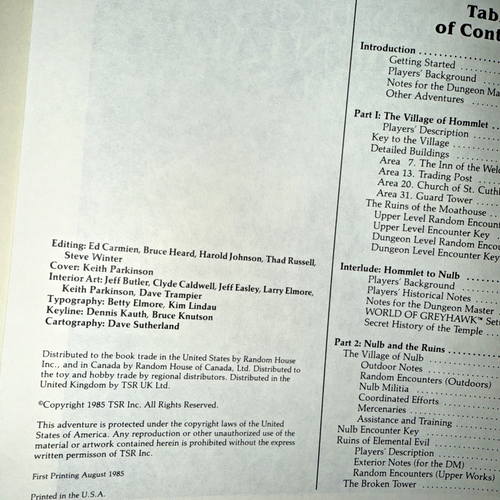 Editing: Ed Carmien, Bruce Heard, Harold Johnson, Thad Russell,
Steve Winter
Cover: Keith Parkinson
Interior Art: Jeff Butler, Clyde Caldwell, Jeff Easley, Larry Elmore,
Keith Parkinson, Dave Trampier
Typography: Betty Elmore, Kim Lindau
Keyline: Dennis Kauth, Bruce Knutson
Cartography: Dave Sutherland
Distributed to the book trade in the United States by Random House
Inc., and in Canada by Random House of Canada, Ltd. Distributed to
the toy and hobby trade by regional distributors. Distributed in the
United Kingdom by TSR UK Ltd.
©Copyright 1985 TSR Inc. All Rights Reserved.
This adventure is protected under the copyright laws of the United
States of America. Any reproduction or other unauthorized use of the
material or artwork contained herein is prohibited without the express
written permisson of TSR Inc.
First Printing August 1985
Printed in the U.S.A.
Tab
of Cont
Introduction
Getting Started
Players' Background
Notes for the Dungeon Ma
Other Adventures
Part I: The Village of Hommlet
Players' Description
Key to the Village
Detailed Buildings
Area 7. The Inn of the Wel
Area 13. Trading Post
Area 20. Church of St. Cuth
Area 31. Guard Tower
The Ruins of the Moathouse
Upper Level Random Encount
Upper Level Encounter Key
Dungeon Level Random Encou
Dungeon Level Encounter Key
Interlude: Hommlet to Nulb
Players' Background
Players' Historical Notes
Notes for the Dungeon Master
WORLD OF GREYHAWK™ Set
Secret History of the Temple
Part 2: Nulb and the Ruins
The Village of Nulb
Outdoor Notes
Random Encounters (Outdoors)
Nulb Militia
Coordinated Efforts
Mercenaries
Assistance and Training
Nulb Encounter Key
Ruins of Elemental Evil
Players' Description
Exterior Notes (for the DM)
Random Encounters (Upper Works)
The Broken Tower